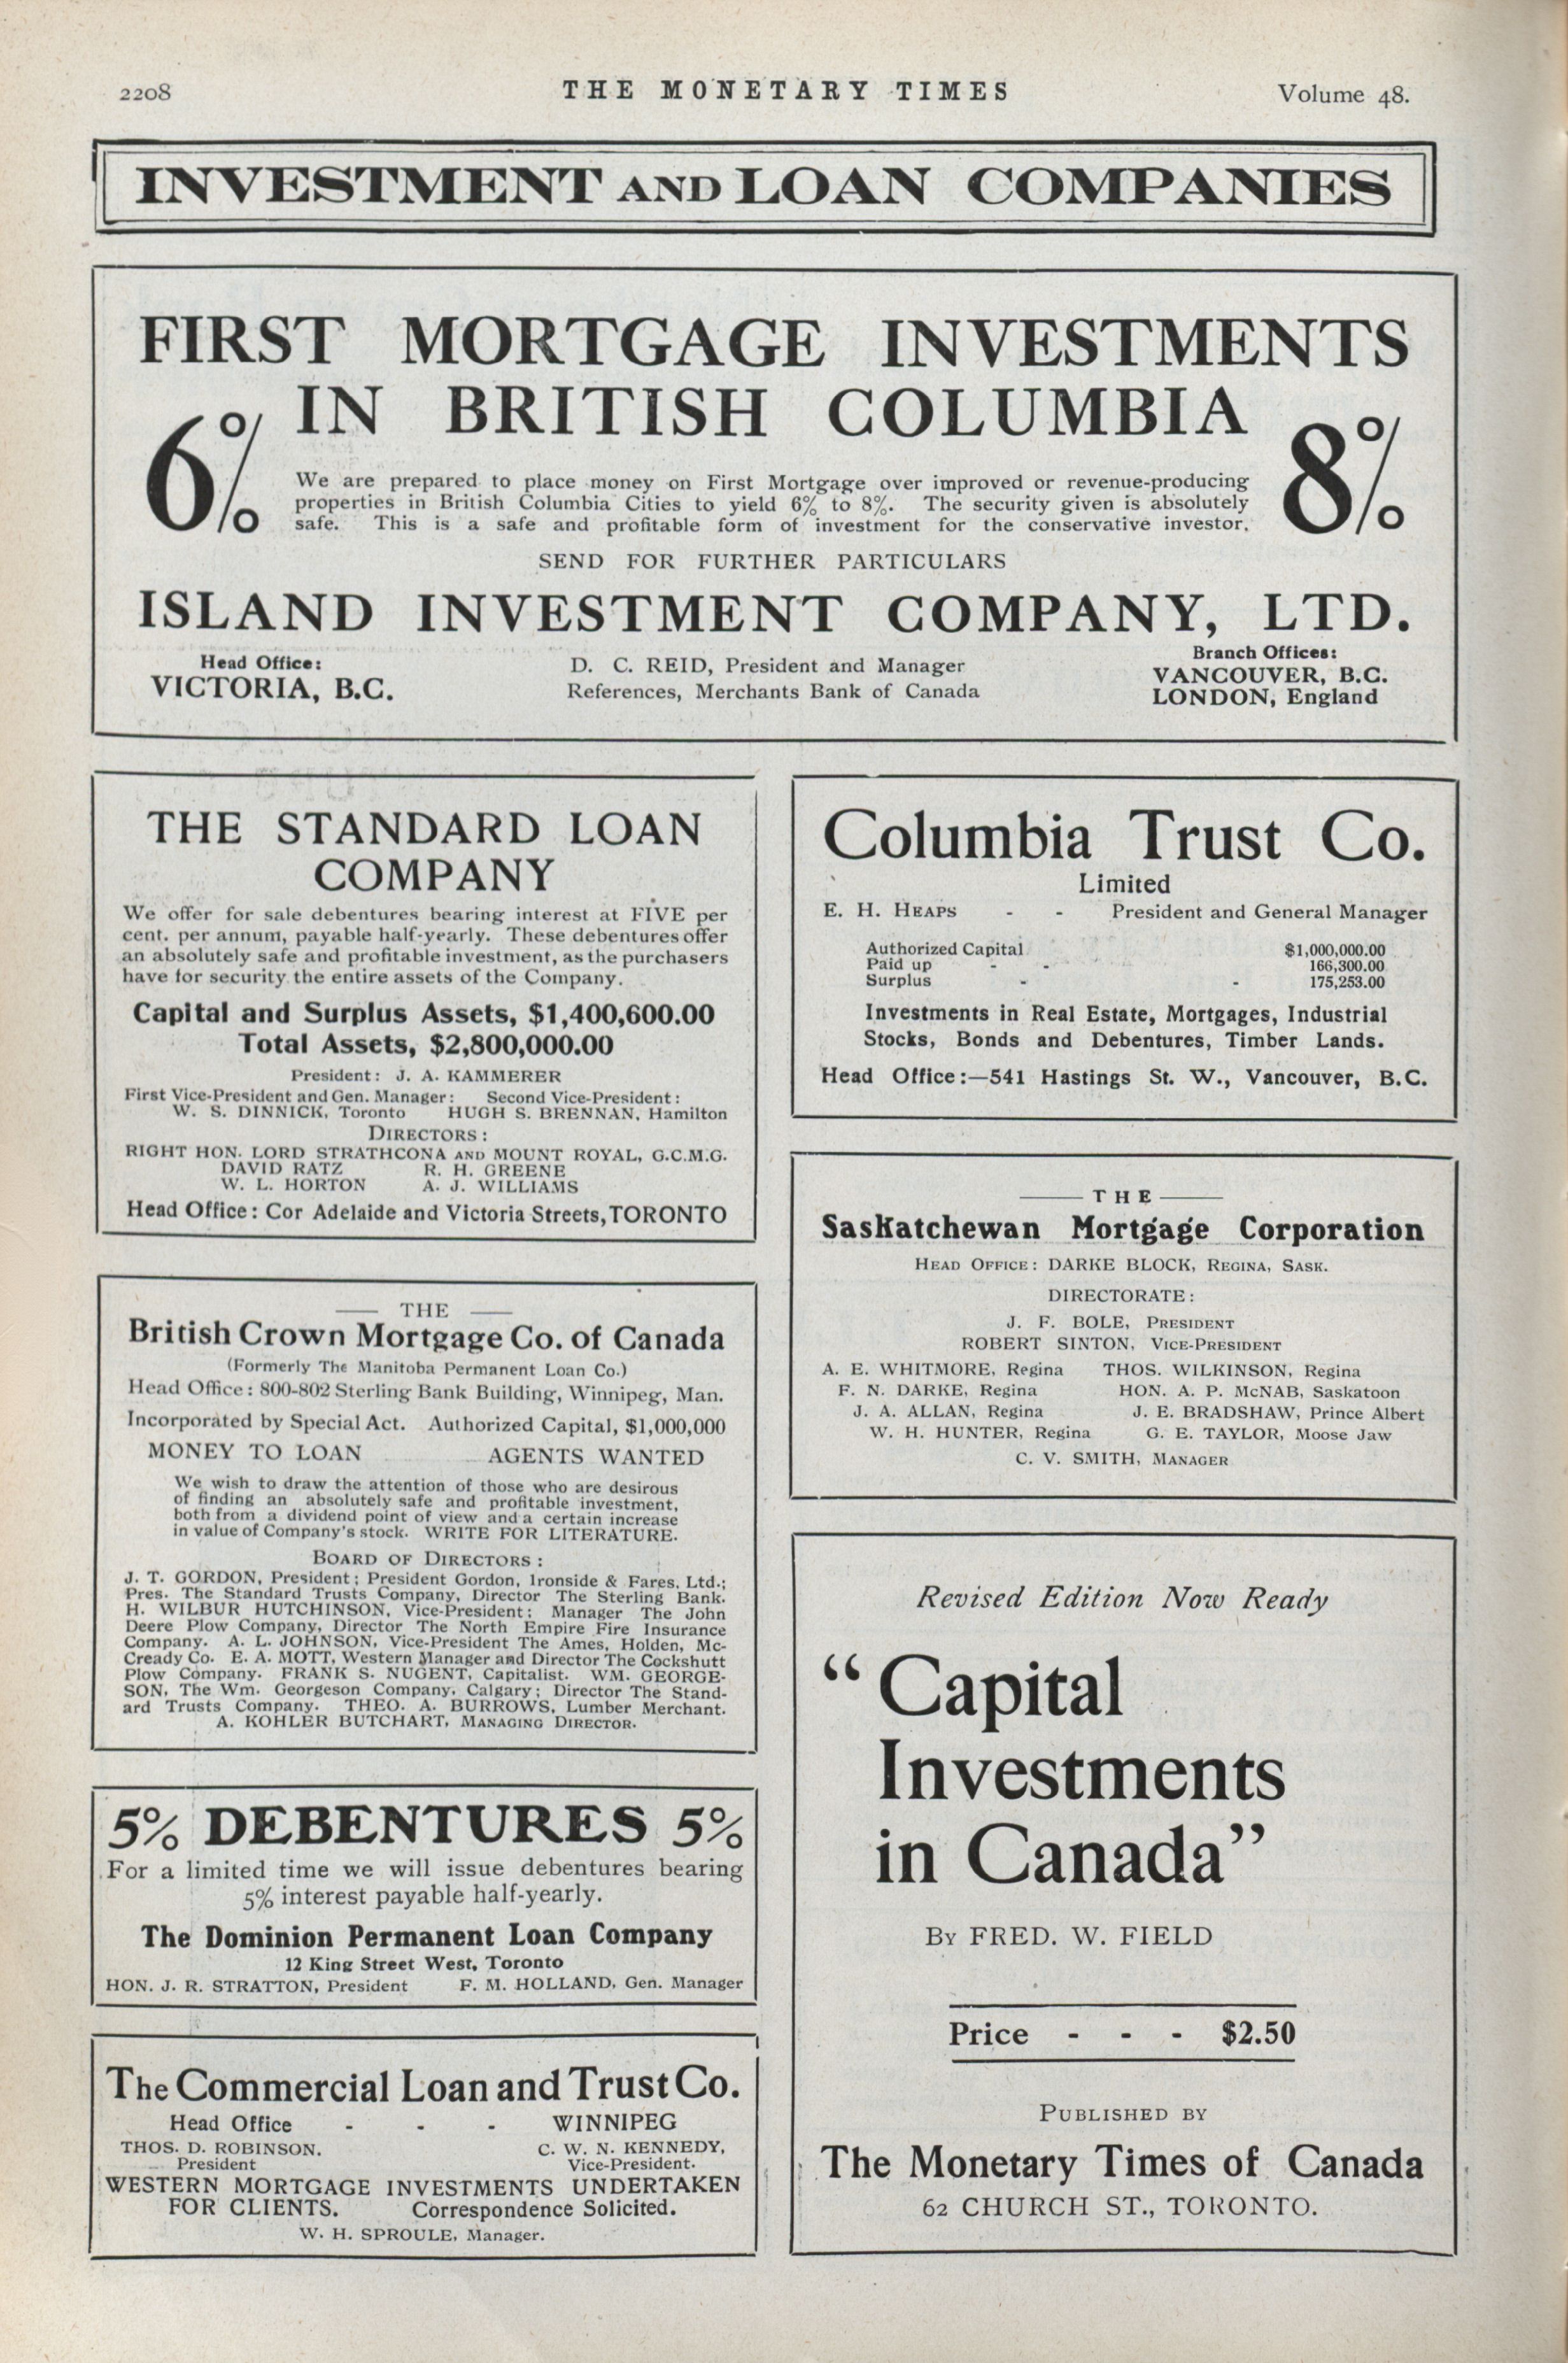 2208
THE MONETARY TIMES
Volume 48.
INVESTMENT AND LOAN COMPANIES
FIRST MORTGAGE INVESTMENTS
IN BRITISH COLUMBIA
6%
8%
We are prepared to place money on First Mortgage over improved or revenue-producing
properties in British Columbia Cities to yield 6% to 8%. The security given is absolutely
safe. This is a safe and profitable form of investment for the conservative investor.
SEND FOR FURTHER PARTICULARS
ISLAND INVESTMENT COMPANY, LTD.
Head Office:
VICTORIA, B.C.
D. C. REID, President and Manager
References, Merchants Bank of Canada
Branch Offices:
VANCOUVER, B.C.
LONDON, England
THE STANDARD LOAN
COMPANY
We offer for sale debentures bearing interest at FIVE per
cent. per annum, payable half-yearly. These debentures offer
an absolutely safe and profitable investment, as the purchasers
have for security the entire assets of the Company.
Capital and Surplus Assets, $1,400,600.00
Total Assets, $2,800,000.00
President: J. A. KAMMERER
First Vice-President and Gen. Manager: Second Vice-President:
W. S. DINNICK, Toronto HUGH S. BRENNAN, Hamilton
DIRECTORS:
RIGHT HON. LORD STRATHCONA AND MOUNT ROYAL, G.C.M.G.
DAVID RATZ R. H. GREENE
W. L. HORTON A. J. WILLIAMS
Head Office: Cor Adelaide and Victoria Streets, TORONTO
THE
British Crown Mortgage Co. of Canada
(Formerly The Manitoba Permanent Loan Co.)
Head Office: 800-802 Sterling Bank Building, Winnipeg, Man.
Incorporated by Special Act. Authorized Capital, $1,000,000
MONEY TO LOAN AGENTS WANTED
We wish to draw the attention of those who are desirous
of finding an absolutely safe and profitable investment,
both from a dividend point of view and a certain increase
in value of Company's stock. WRITE FOR LITERATURE.
BOARD OF DIRECTORS:
J. T. GORDON, President; President Gordon, Ironside & Fares, Ltd.;
Pres. The Standard Trusts Company, Director The Sterling Bank.
H. WILBUR HUTCHINSON, Vice-President; Manager The John
Deere Plow Company, Director The North Empire Fire Insurance
Company. A. L. JOHNSON, Vice-President The Ames, Holden, Mc-
Cready Co. E. A. MOTT, Western Manager and Director The Cockshutt
Plow Company. FRANK S. NUGENT, Capitalist. WM. GEORGE-
SON, The Wm. Georgeson Company, Calgary; Director The Stand-
ard Trusts Company. THEO. A. BURROWS, Lumber Merchant.
A. KOHLER BUTCHART, MANAGING DIRECTOR.
5% DEBENTURES 5%
For a limited time we will issue debentures bearing
5% interest payable half-yearly.
The Dominion Permanent Loan Company
12 King Street West, Toronto
HON. J. R. STRATTON, President F. M. HOLLAND, Gen. Manager
The Commercial Loan and Trust Co.
Head Office - - - WINNIPEG
THOS. D. ROBINSON, C. W. N. KENNEDY,
President Vice-President.
WESTERN MORTGAGE INVESTMENTS UNDERTAKEN
FOR CLIENTS. Correspondence Solicited.
W. H. SPROULE, Manager.
Columbia Trust Co.
Limited
E. H. HEAPS - - President and General Manager
Authorized Capital $1,000,000.00
Paid up - - 166,300.00
Surplus - - 175,253.00
Investments in Real Estate, Mortgages, Industrial
Stocks, Bonds and Debentures, Timber Lands.
Head Office:—541 Hastings St. W., Vancouver, B.C.
THE
Saskatchewan Mortgage Corporation
HEAD OFFICE: DARKE BLOCK, REGINA, SASK.
DIRECTORATE:
J. F. BOLE, PRESIDENT
ROBERT SINTON, VICE-PRESIDENT
A. E. WHITMORE, Regina THOS. WILKINSON, Regina
F. N. DARKE, Regina HON. A. P. McNAB, Saskatoon
J. A. ALLAN, Regina J. E. BRADSHAW, Prince Albert
W. H. HUNTER, Regina G. E. TAYLOR, Moose Jaw
C. V. SMITH, MANAGER
Revised Edition Now Ready
"Capital
Investments
in Canada"
BY FRED. W. FIELD
Price - - - $2.50
PUBLISHED BY
The Monetary Times of Canada
62 CHURCH ST., TORONTO.